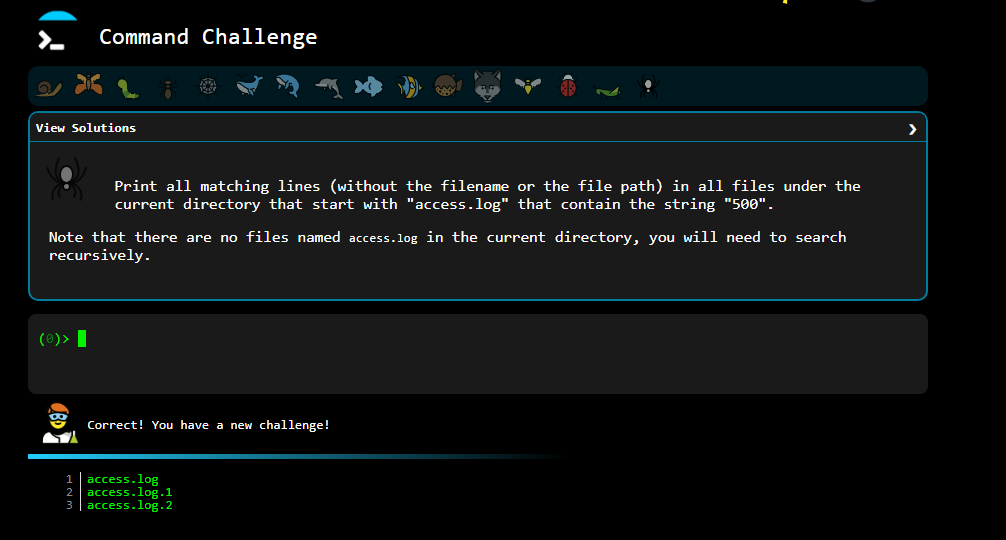 Command Challenge
View Solutions
Print all matching lines (without the filename or the file path) in all files under the
current directory that start with "access.log" that contain the string "500".
Note that there are no files named access.log in the current directory, you will need to search
recursively.
(0)>
Correct! You have a new challenge!
1 access.log
2 access.log.1
3 access.log.2